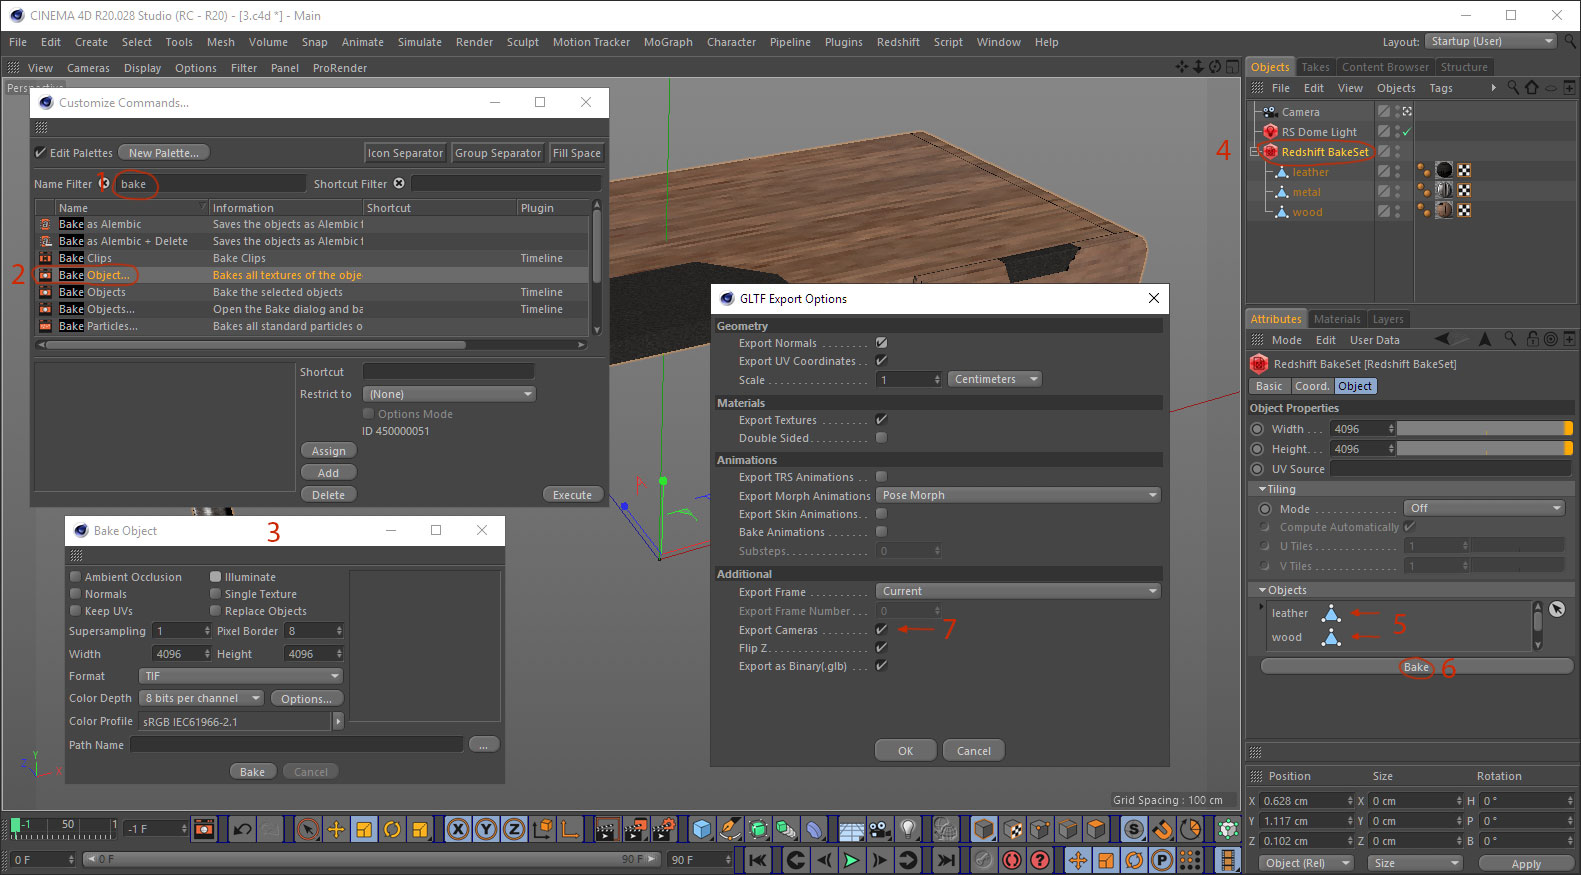 CINEMA 4D R20.028 Studio (RC - R20) - [3.c4d *] - Main
File Edit Create Select Tools Mesh Volume Snap Animate Simulate Render Sculpt Motion Tracker MoGraph Character Pipeline Plugins Redshift Script Window Help
Layout: Startup (User)
View Cameras Display Options Filter Panel ProRender
Customize Commands...
Edit Palettes New Palette... Icon Separator Group Separator Fill Space
1
Name Filter bake Shortcut Filter
Name Information Shortcut Plugin
Bake as Alembic Saves the objects as Alembic f
Bake as Alembic + Delete Saves the objects as Alembic f
Bake Clips Bake Clips Timeline
2
Bake Object... Bakes all textures of the obje
Bake Objects Bake the selected objects Timeline
Bake Objects... Open the Bake dialog and ba Timeline
Bake Particles... Bakes all standard particles o
Shortcut
Restrict to (None)
Options Mode
ID 450000051
Assign
Add
Delete
Execute
Bake Object
3
Ambient Occlusion Illuminate
Normals Single Texture
Keep UVs Replace Objects
Supersampling 1 Pixel Border 8
Width 4096 Height 4096
Format TIF
Color Depth 8 bits per channel Options...
Color Profile sRGB IEC61966-2.1
Path Name ...
Bake Cancel
GLTF Export Options
Geometry
Export Normals
Export UV Coordinates
Scale 1 Centimeters
Materials
Export Textures
Double Sided
Animations
Export TRS Animations
Export Morph Animations Pose Morph
Export Skin Animations
Bake Animations
Substeps 0
Additional
Export Frame Current
Export Frame Number 0
Export Cameras
7
Flip Z
Export as Binary(.glb)
OK Cancel
Grid Spacing : 100 cm
Y
Z X
Objects Takes Content Browser Structure
File Edit View Objects Tags
Camera
RS Dome Light
4
Redshift BakeSet
leather
metal
wood
Attributes Materials Layers
Mode Edit User Data
Redshift BakeSet [Redshift BakeSet]
Basic Coord. Object
Object Properties
Width 4096
Height 4096
UV Source
Tiling
Mode Off
Compute Automatically
U Tiles 1
V Tiles 1
Objects
leather
5
wood
Bake
6
Position Size Rotation
X 0.628 cm X 0 cm H 0 °
Y 1.117 cm Y 0 cm P 0 °
Z 0.102 cm Z 0 cm B 0 °
Object (Rel) Size Apply
-1 50 1 -1 F
X Y Z S
0 F 0 F 90 F 90 F
? P